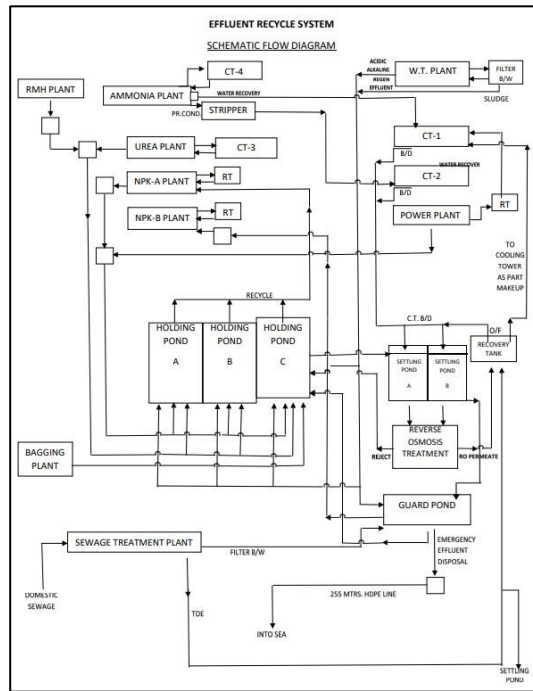 EFFLUENT RECYCLE SYSTEM
SCHEMATIC FLOW DIAGRAM
CT-4
RMH PLANT
AMMONIA PLANT
WATER RECOVERY
PR.COND.
STRIPPER
ACIDIC
ALKALINE
REGEN
EFFLUENT
W.T. PLANT
FILTER
B/W
SLUDGE
UREA PLANT
CT-3
CT-1
B/D
WATER RECOVER
CT-2
B/D
NPK-A PLANT
RT
NPK-B PLANT
RT
POWER PLANT
RT
TO
COOLING
TOWER
AS PART
MAKEUP
RECYCLE
HOLDING
POND
A
HOLDING
POND
B
HOLDING
POND
C
C.T. B/D
O/F
RECOVERY
TANK
SETTLING
POND
A
SETTLING
POND
B
REVERSE
OSMOSIS
TREATMENT
REJECT
RO PERMEATE
BAGGING
PLANT
GUARD POND
SEWAGE TREATMENT PLANT
FILTER B/W
EMERGENCY
EFFLUENT
DISPOSAL
DOMESTIC
SEWAGE
255 MTRS. HDPE LINE
TDE
INTO SEA
SETTLING
POND